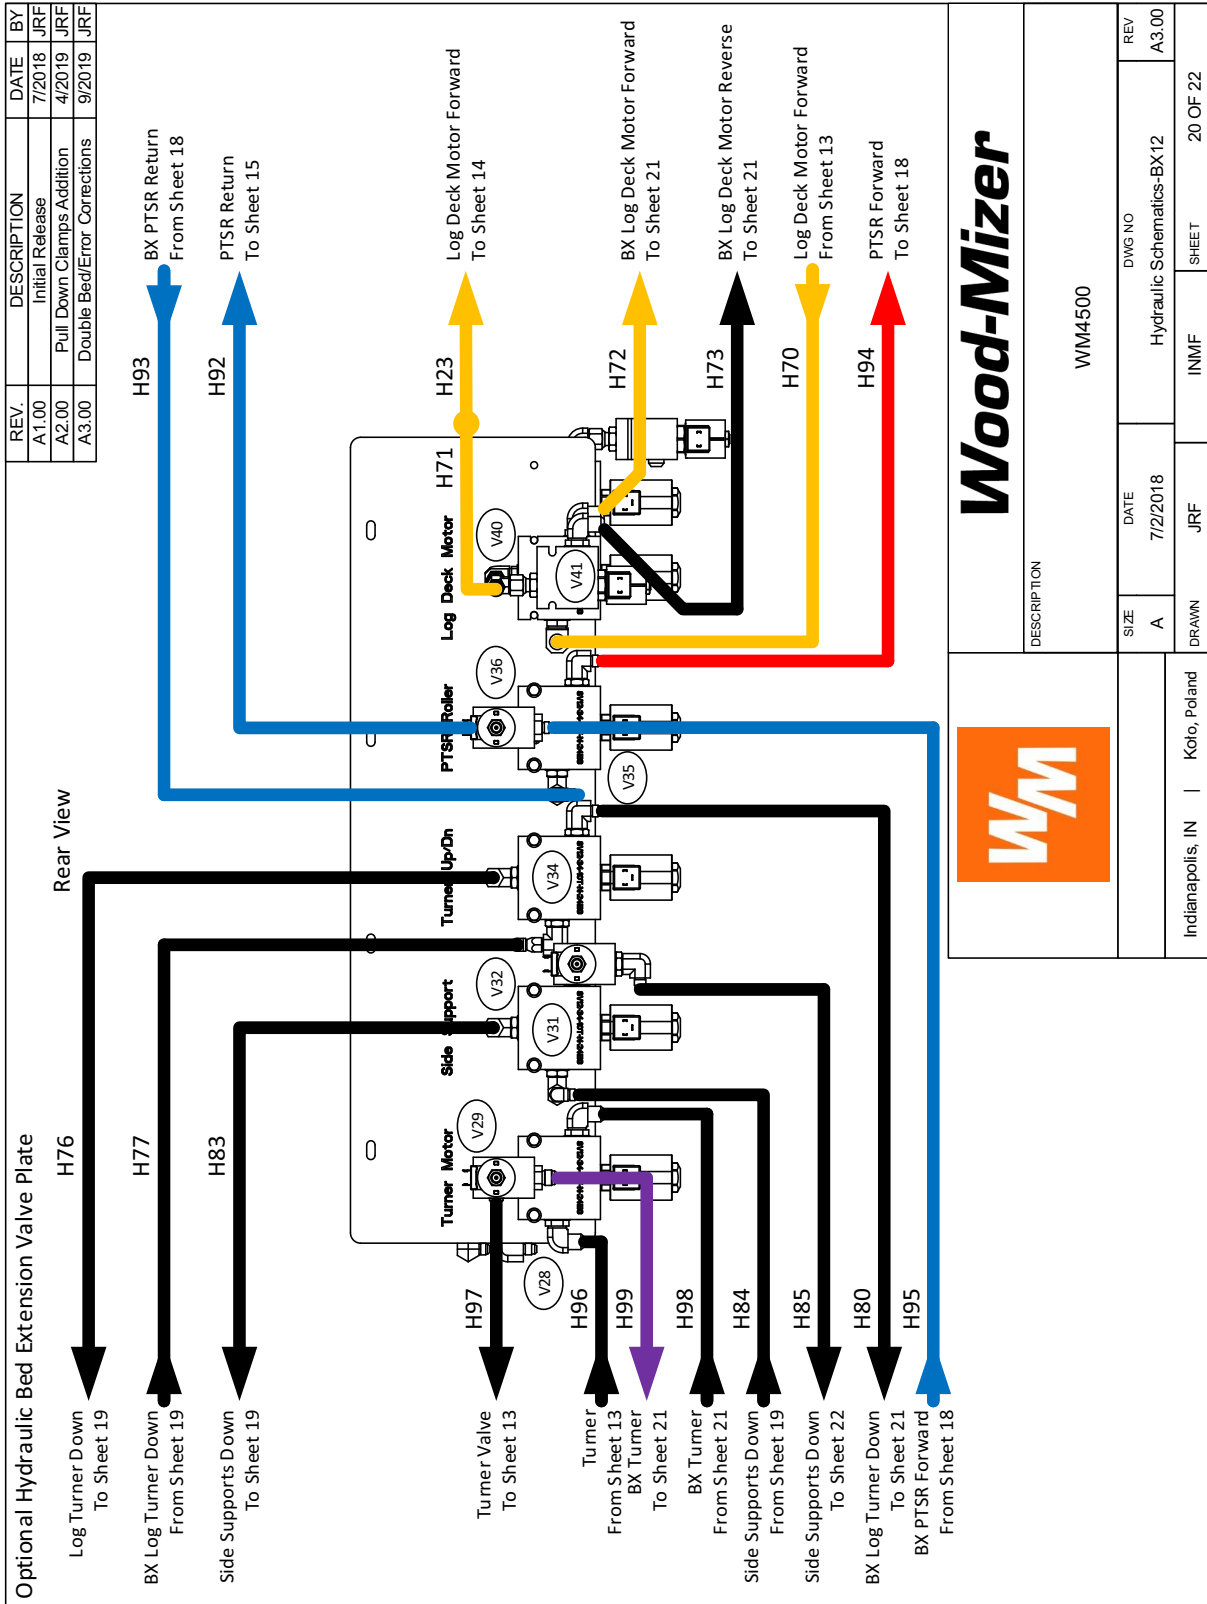 Optional Hydraulic Bed Extension Valve Plate
Rear View
REV. DESCRIPTION DATE BY
A1.00 Initial Release 7/2018 JRF
A2.00 Pull Down Clamps Addition 4/2019 JRF
A3.00 Double Bed/Error Corrections 9/2019 JRF
Log Turner Down
To Sheet 19
H76
BX Log Turner Down
From Sheet 19
H77
Side Supports Down
To Sheet 19
H83
H93
BX PTSR Return
From Sheet 18
H92
PTSR Return
To Sheet 15
Turner Motor
Side Support
Turner Up/Dn
PTSR Roller
Log Deck Motor
V28
V29
V31
V32
V34
V35
V36
V40
V41
H71
H23
Log Deck Motor Forward
To Sheet 14
H72
BX Log Deck Motor Forward
To Sheet 21
H73
BX Log Deck Motor Reverse
To Sheet 21
H70
Log Deck Motor Forward
From Sheet 13
H94
PTSR Forward
To Sheet 18
Turner Valve
To Sheet 13
H97
Turner
From Sheet 13
H96
BX Turner
To Sheet 21
H99
BX Turner
From Sheet 21
H98
Side Supports Down
From Sheet 19
H84
Side Supports Down
To Sheet 22
H85
BX Log Turner Down
To Sheet 21
H80
BX PTSR Forward
From Sheet 18
H95
WM
Wood-Mizer
DESCRIPTION
WM4500
SIZE DATE DWG NO REV
A 7/2/2018 Hydraulic Schematics-BX12 A3.00
Indianapolis, IN | Koło, Poland
DRAWN JRF INMF SHEET 20 OF 22